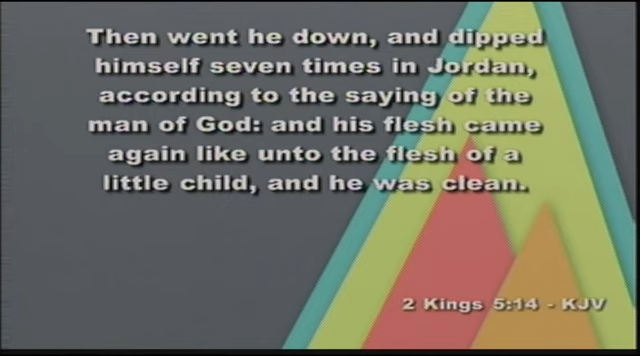 Then went he down, and dipped
himself seven times in Jordan,
according to the saying of the
man of God: and his flesh came
again like unto the flesh of a
little child, and he was clean.
2 Kings 5:14 - KJV